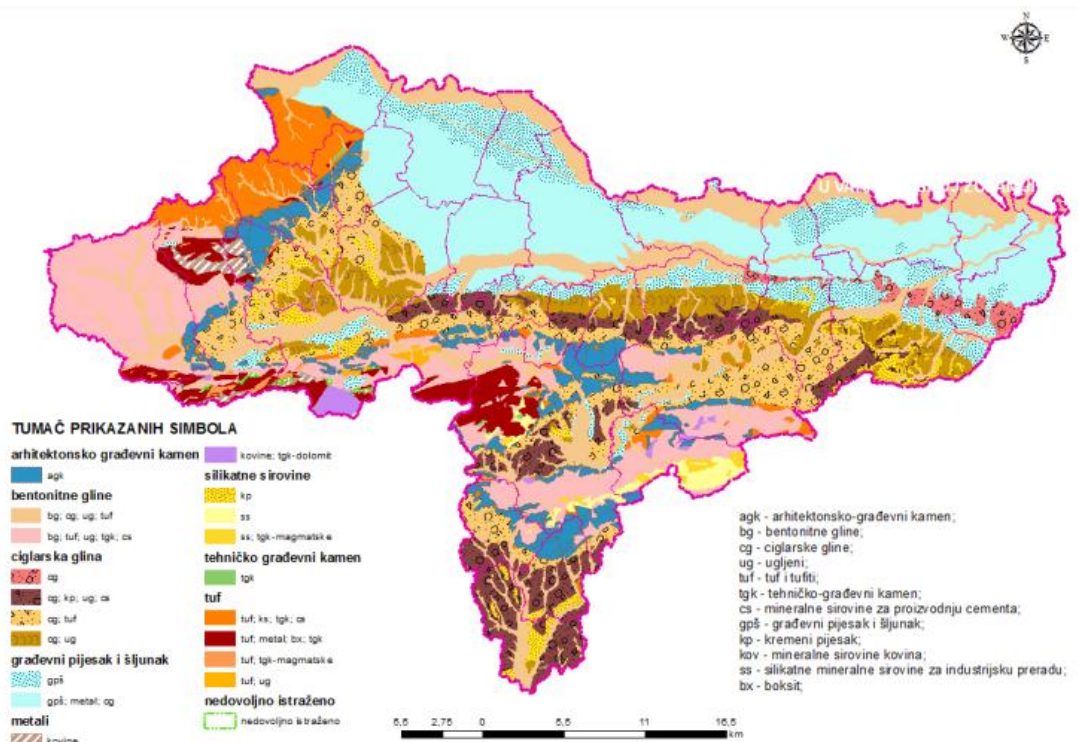 N
W E
S
TUMAČ PRIKAZANIH SIMBOLA
arhitektonsko građevni kamen
agk
bentonitne gline
bg; cg; ug; tuf
bg; tuf; ug; tgk; cs
ciglarska glina
cg
cg; kp; ug; cs
cg; tuf
cg; ug
građevni pijesak i šljunak
gpš
gpš; metal; cg
metali
kovine
kovine; tgk-dolomit
silikatne sirovine
kp
ss
ss; tgk-magmatske
tehničko građevni kamen
tgk
tuf
tuf; ks; tgk; cs
tuf; metal; bx; tgk
tuf; tgk-magmatske
tuf; ug
nedovoljno istraženo
nedovoljno istraženo
agk - arhitektonsko-građevni kamen;
bg - bentonitne gline;
cg - ciglarske gline;
ug - ugljeni;
tuf - tuf i tufiti;
tgk - tehničko-građevni kamen;
cs - mineralne sirovine za proizvodnju cementa;
gpš - građevni pijesak i šljunak;
kp - kremeni pijesak;
kov - mineralne sirovine kovina;
ss - silikatne mineralne sirovine za industrijsku preradu;
bx - boksit;
5,5 2,75 0 5,5 11 16,5
km